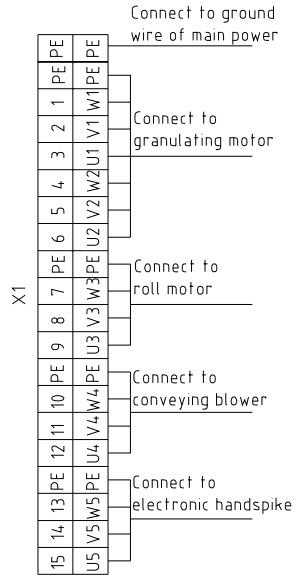 Connect to ground
wire of main power
PE PE
PE PE
1 W1
2 V1
3 U1
Connect to
granulating motor
4 W2
5 V2
6 U2
PE PE
7 W3
8 V3
9 U3
Connect to
roll motor
X1
PE PE
10 W4
11 V4
12 U4
Connect to
conveying blower
PE PE
13 W5
14 V5
15 U5
Connect to
electronic handspike